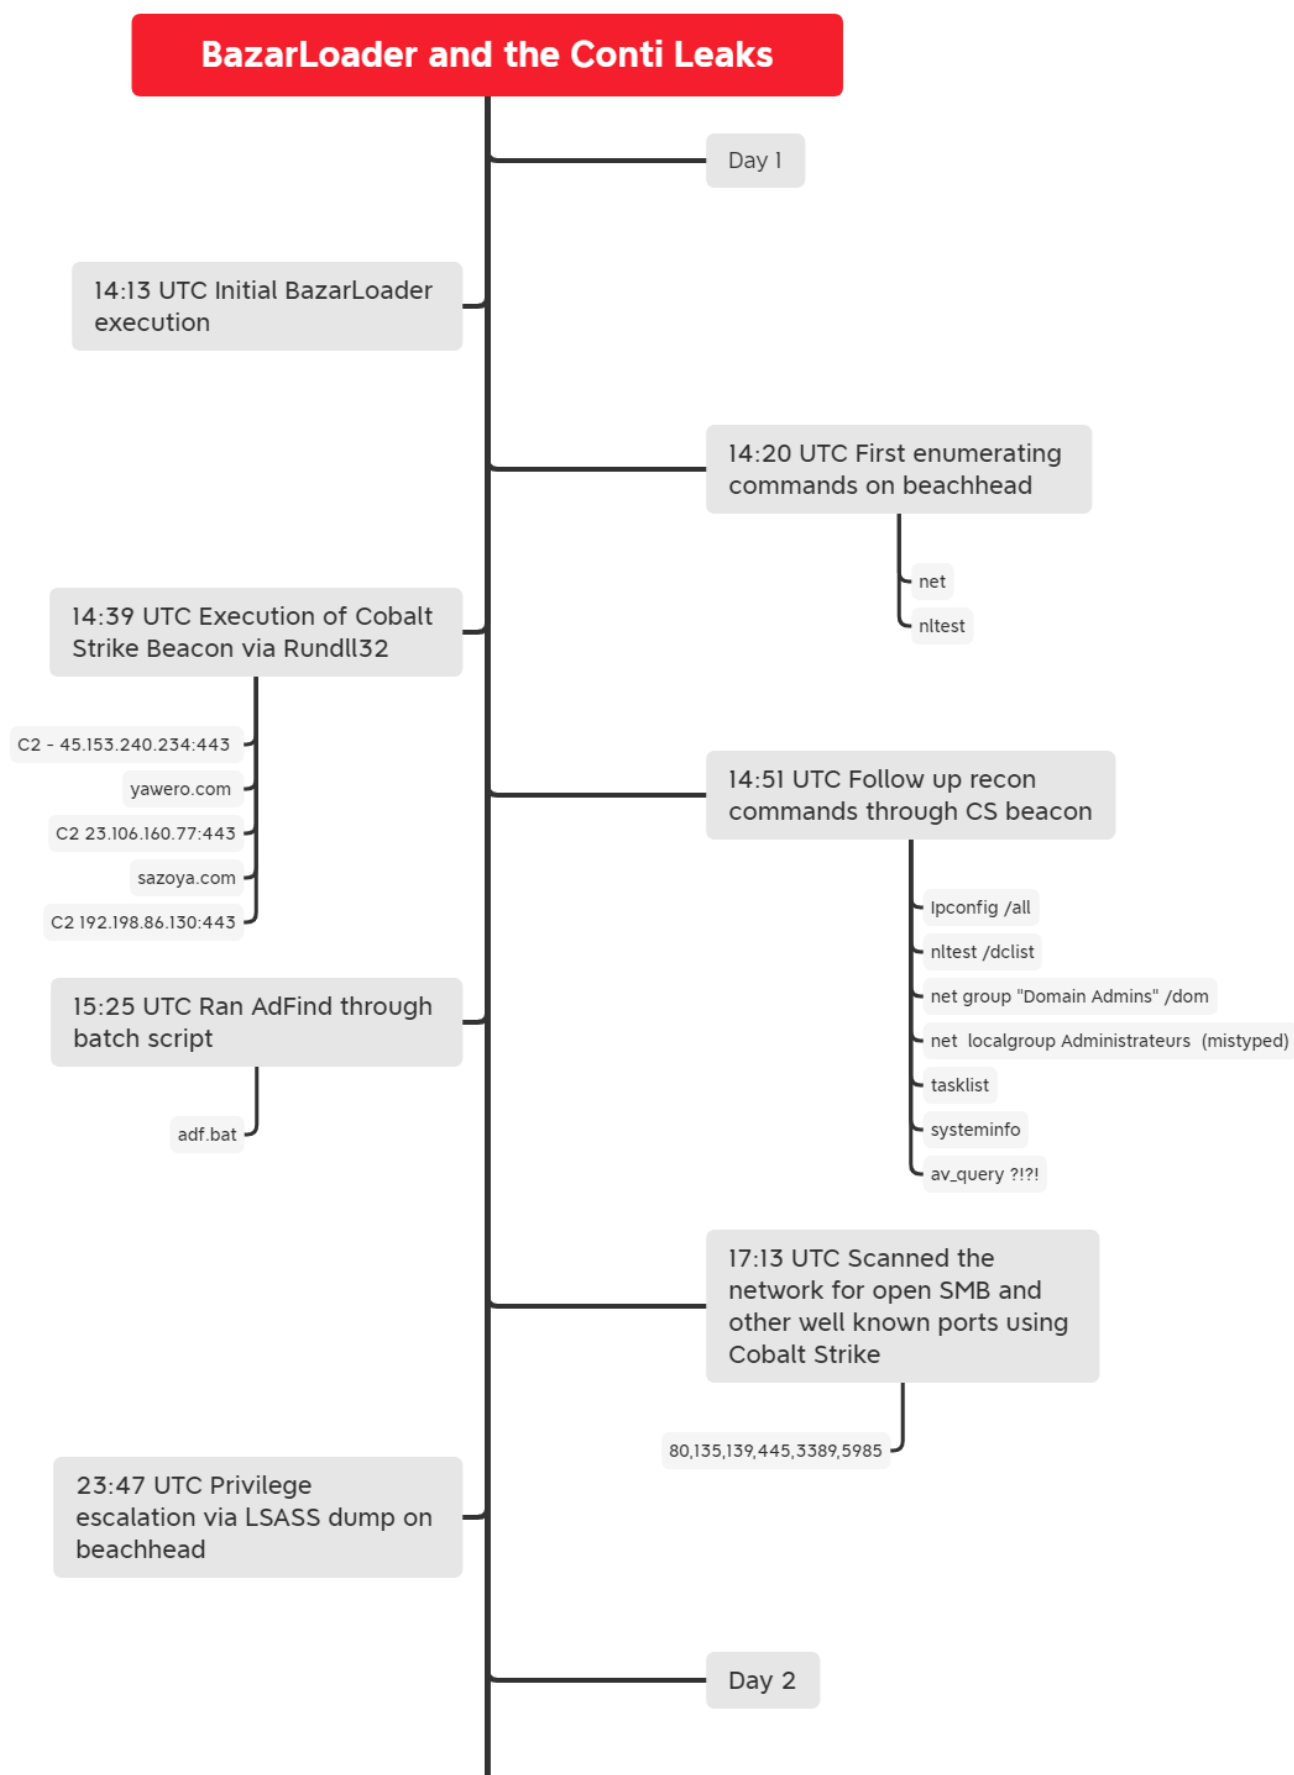 BazarLoader and the Conti Leaks
Day 1
14:13 UTC Initial BazarLoader
execution
14:20 UTC First enumerating
commands on beachhead
net
nltest
14:39 UTC Execution of Cobalt
Strike Beacon via Rundll32
C2 - 45.153.240.234:443
yawero.com
C2 23.106.160.77:443
sazoya.com
C2 192.198.86.130:443
14:51 UTC Follow up recon
commands through CS beacon
Ipconfig /all
nltest /dclist
net group "Domain Admins" /dom
net  localgroup Administrateurs  (mistyped)
tasklist
systeminfo
av_query ?!?!
15:25 UTC Ran AdFind through
batch script
adf.bat
17:13 UTC Scanned the
network for open SMB and
other well known ports using
Cobalt Strike
80,135,139,445,3389,5985
23:47 UTC Privilege
escalation via LSASS dump on
beachhead
Day 2